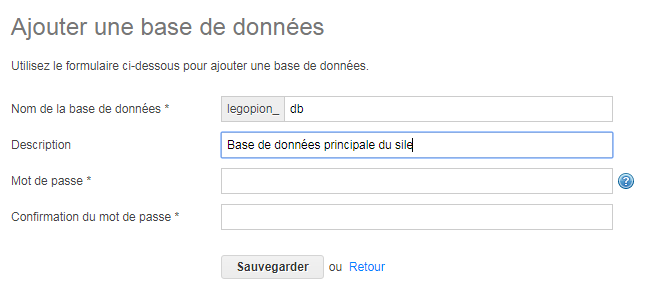 Ajouter une base de données
Utilisez le formulaire ci-dessous pour ajouter une base de données.
Nom de la base de données * legopion_ db
Description Base de données principale du sile
Mot de passe * ?
Confirmation du mot de passe *
Sauvegarder ou Retour